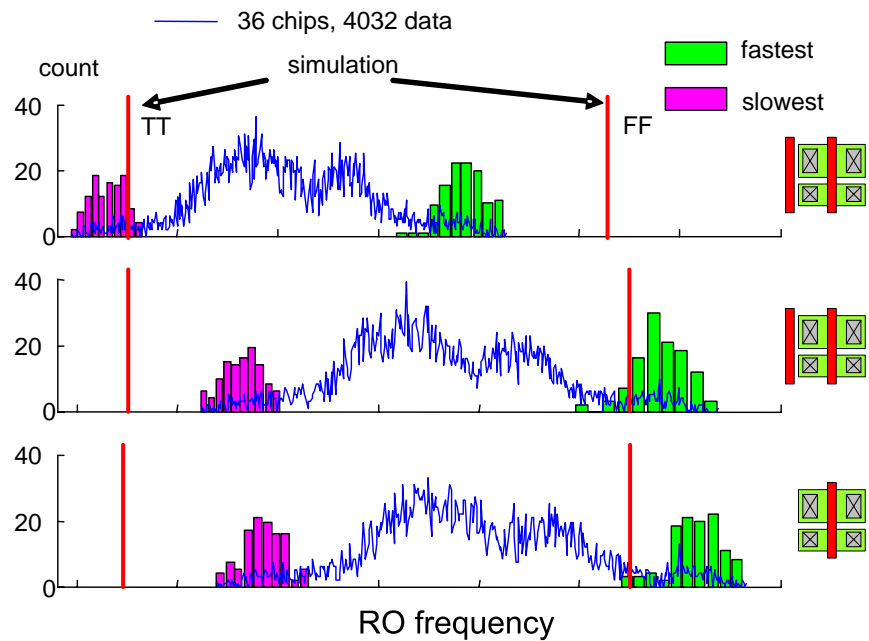 36 chips, 4032 data
count
simulation
fastest
slowest
40
TT
FF
20
0
40
20
0
40
20
0
RO frequency